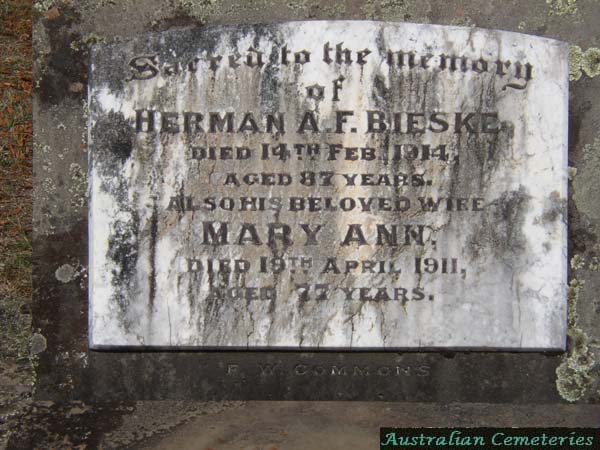 Sacred to the memory
of
HERMAN A. F. BIESKE
DIED 14TH FEB. 1914,
AGED 87 YEARS.
ALSO HIS BELOVED WIFE
MARY ANN,
DIED 19TH APRIL 1911,
AGED 77 YEARS.
F. W. COMMONS
Australian Cemeteries